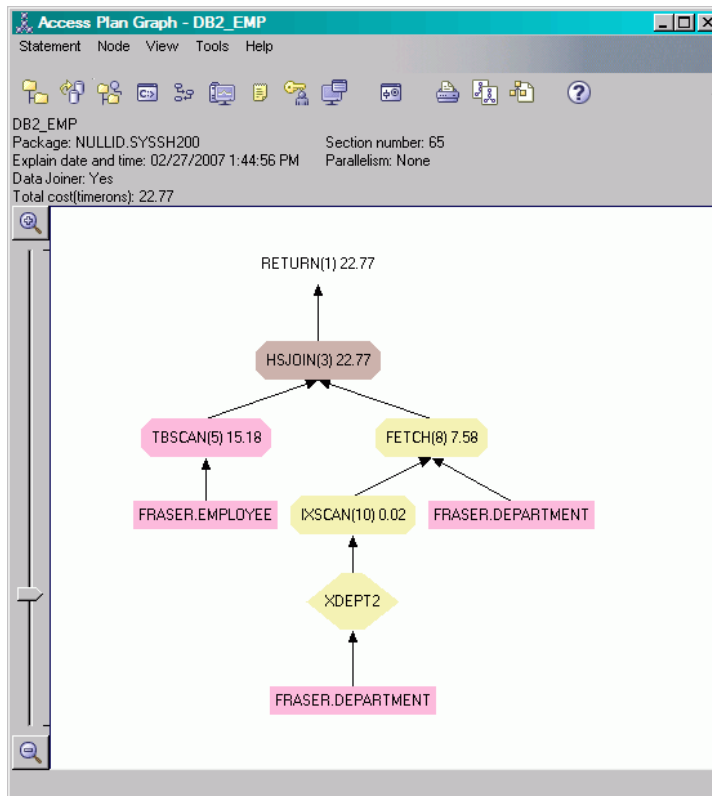 Access Plan Graph - DB2_EMP
Statement Node View Tools Help
DB2_EMP
Package: NULLID.SYSSH200 Section number: 65
Explain date and time: 02/27/2007 1:44:56 PM Parallelism: None
Data Joiner: Yes
Total cost(timerons): 22.77
RETURN(1) 22.77
HSJOIN(3) 22.77
TBSCAN(5) 15.18 FETCH(8) 7.58
FRASER.EMPLOYEE IXSCAN(10) 0.02 FRASER.DEPARTMENT
XDEPT2
FRASER.DEPARTMENT